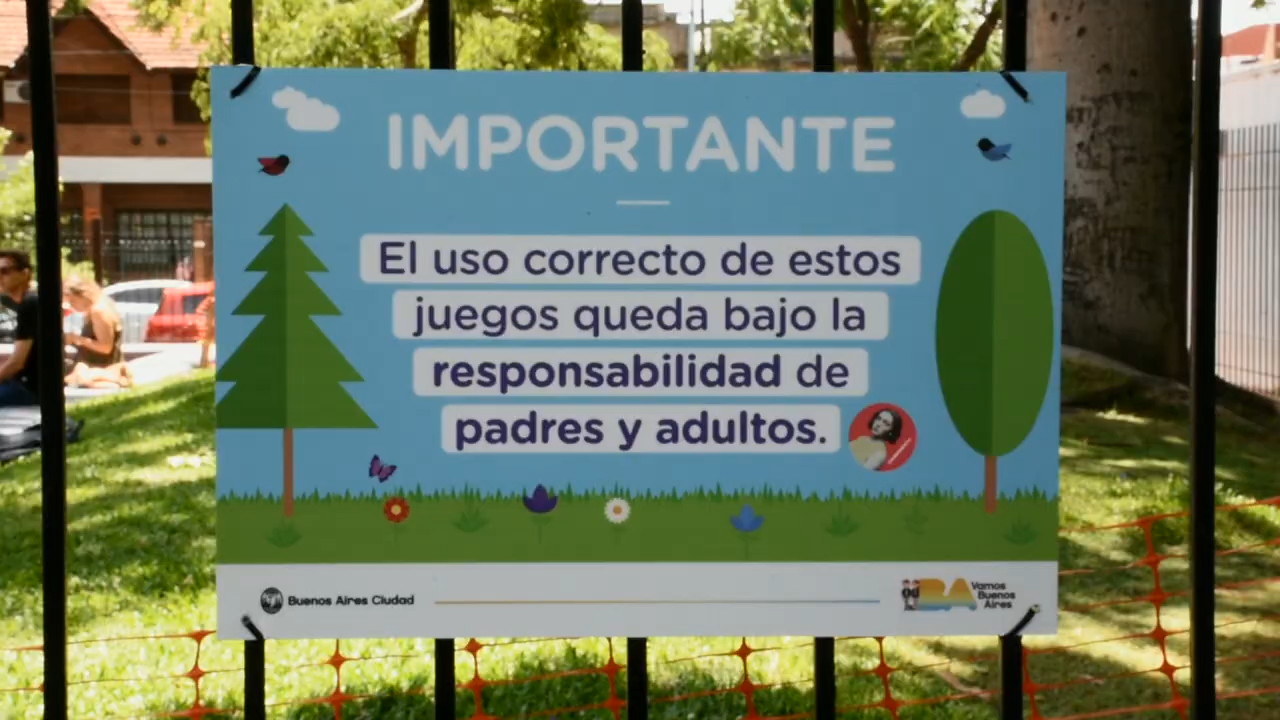 IMPORTANTE
El uso correcto de estos
juegos queda bajo la
responsabilidad de
padres y adultos.
Buenos Aires Ciudad
BA
Vamos
Buenos
Aires